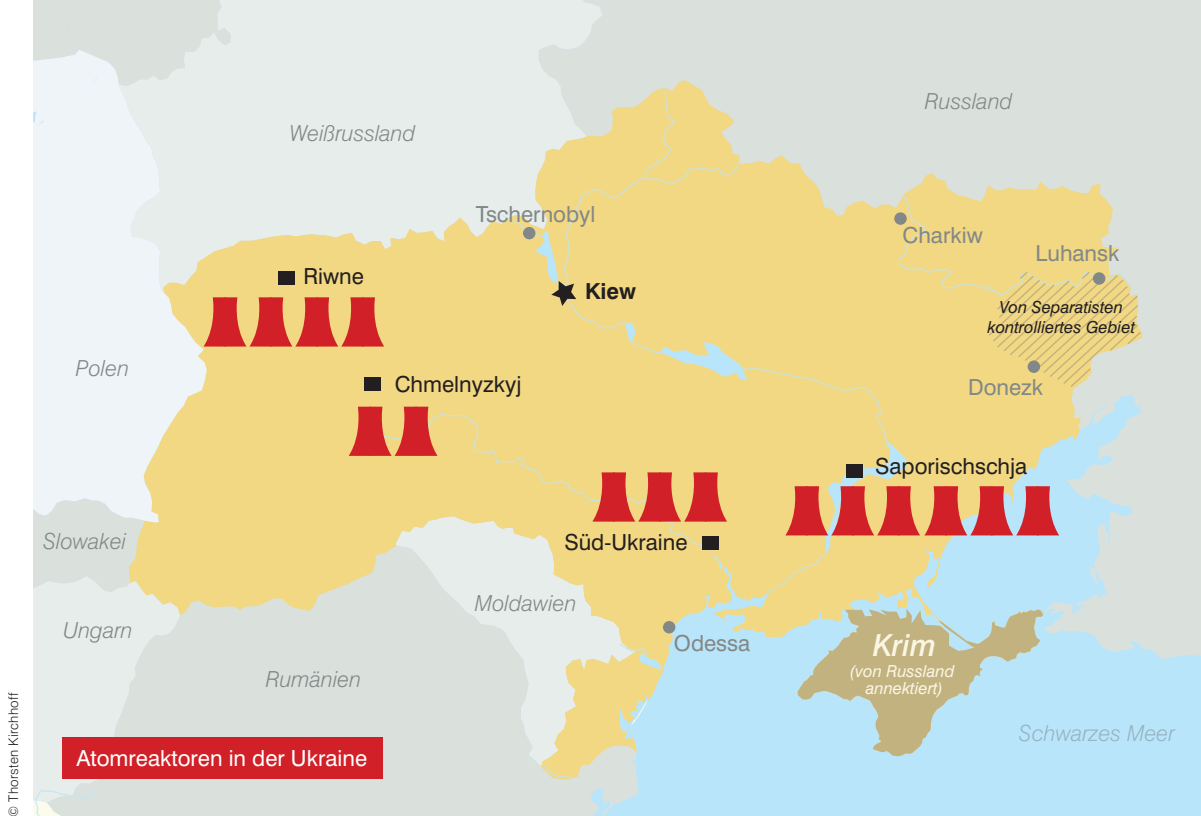 Russland
Weißrussland
Tschernobyl
Charkiw
Luhansk
Riwne
Kiew
Von Separatisten
kontrolliertes Gebiet
Polen
Chmelnyzkyj
Donezk
Saporischschja
Slowakei
Süd-Ukraine
Moldawien
Ungarn
Odessa
Krim
(von Russland
annektiert)
Rumänien
Schwarzes Meer
Atomreaktoren in der Ukraine
© Thorsten Kirchhoff